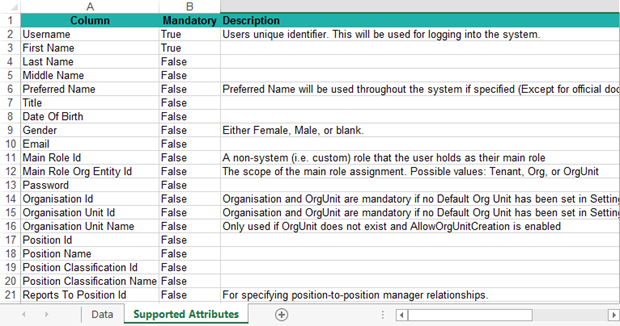 A B
1 Column Mandatory Description
2 Username True Users unique identifier. This will be used for logging into the system.
3 First Name True
4 Last Name False
5 Middle Name False
6 Preferred Name False Preferred Name will be used throughout the system if specified (Except for official doc
7 Title False
8 Date Of Birth False
9 Gender False Either Female, Male, or blank.
10 Email False
11 Main Role Id False A non-system (i.e. custom) role that the user holds as their main role
12 Main Role Org Entity Id False The scope of the main role assignment. Possible values: Tenant, Org, or OrgUnit
13 Password False
14 Organisation Id False Organisation and OrgUnit are mandatory if no Default Org Unit has been set in Setting
15 Organisation Unit Id False Organisation and OrgUnit are mandatory if no Default Org Unit has been set in Setting
16 Organisation Unit Name False Only used if OrgUnit does not exist and AllowOrgUnitCreation is enabled
17 Position Id False
18 Position Name False
19 Position Classification Id False
20 Position Classification Name False
21 Reports To Position Id False For specifying position-to-position manager relationships.
Data Supported Attributes